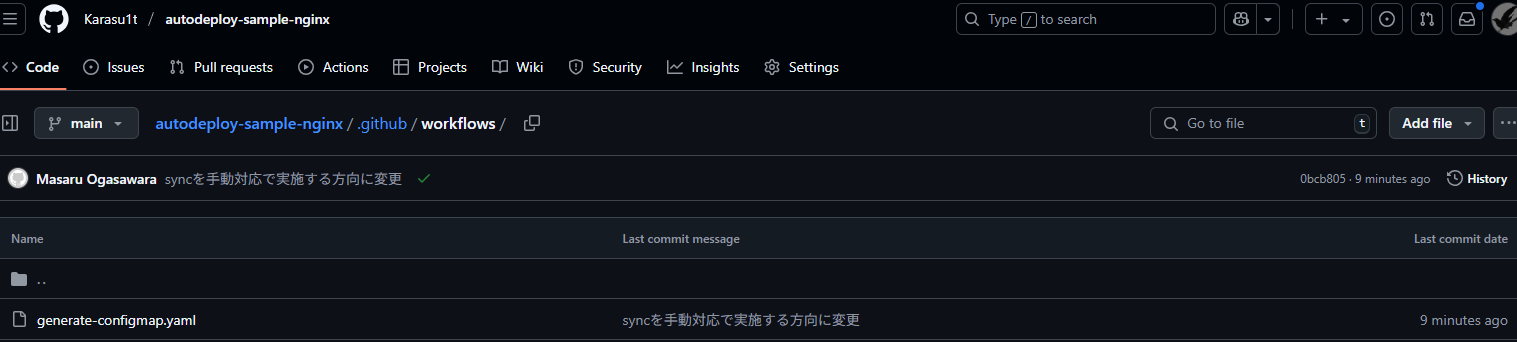 Karasu1t / autodeploy-sample-nginx Type / to search
Code Issues Pull requests Actions Projects Wiki Security Insights Settings
main autodeploy-sample-nginx / .github / workflows / Go to file t Add file ...
Masaru Ogasawara syncを手動対応で実施する方向に変更 0bcb805 · 9 minutes ago History
Name Last commit message Last commit date
..
generate-configmap.yaml syncを手動対応で実施する方向に変更 9 minutes ago